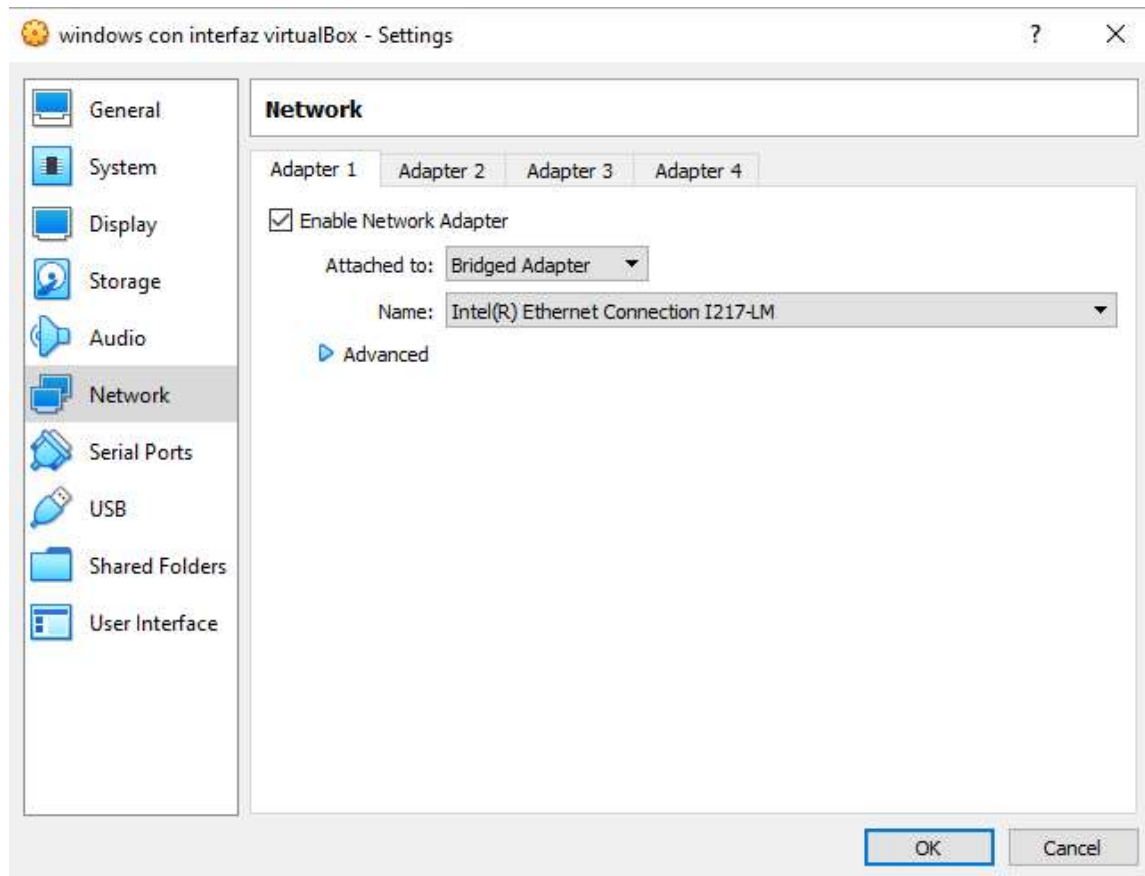 windows con interfaz virtualBox - Settings
?
General
System
Display
Storage
Audio
Network
Serial Ports
USB
Shared Folders
User Interface
Network
Adapter 1 Adapter 2 Adapter 3 Adapter 4
Enable Network Adapter
Attached to: Bridged Adapter
Name: Intel(R) Ethernet Connection I217-LM
Advanced
OK Cancel